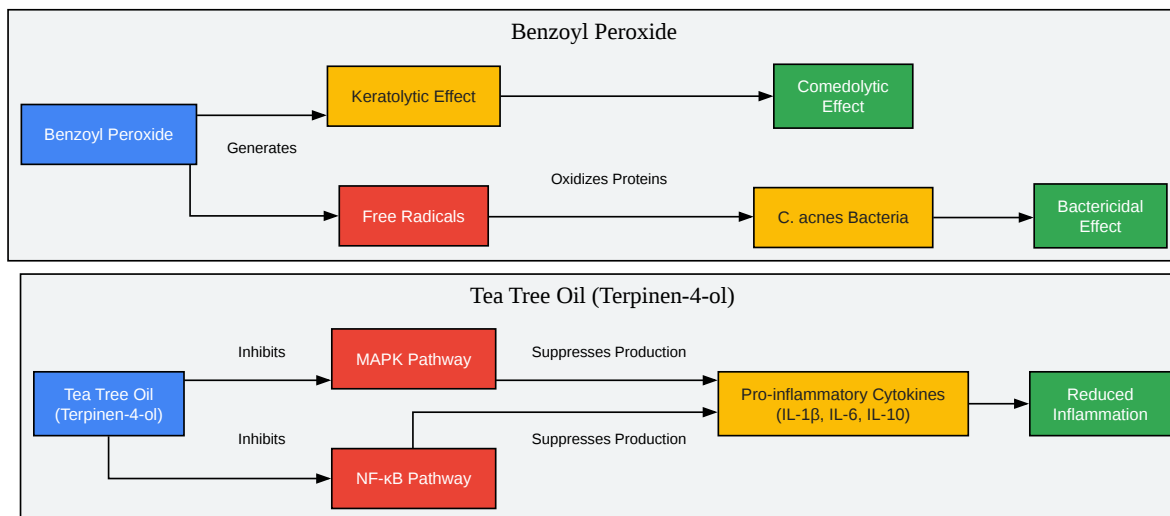 Benzoyl Peroxide
Keratolytic Effect
Comedolytic
Effect
Benzoyl Peroxide
Generates
Oxidizes Proteins
Free Radicals
C. acnes Bacteria
Bactericidal
Effect
Tea Tree Oil (Terpinen-4-ol)
Inhibits
MAPK Pathway
Suppresses Production
Tea Tree Oil
(Terpinen-4-ol)
Pro-inflammatory Cytokines
(IL-1β, IL-6, IL-10)
Reduced
Inflammation
Inhibits
NF-κB Pathway
Suppresses Production